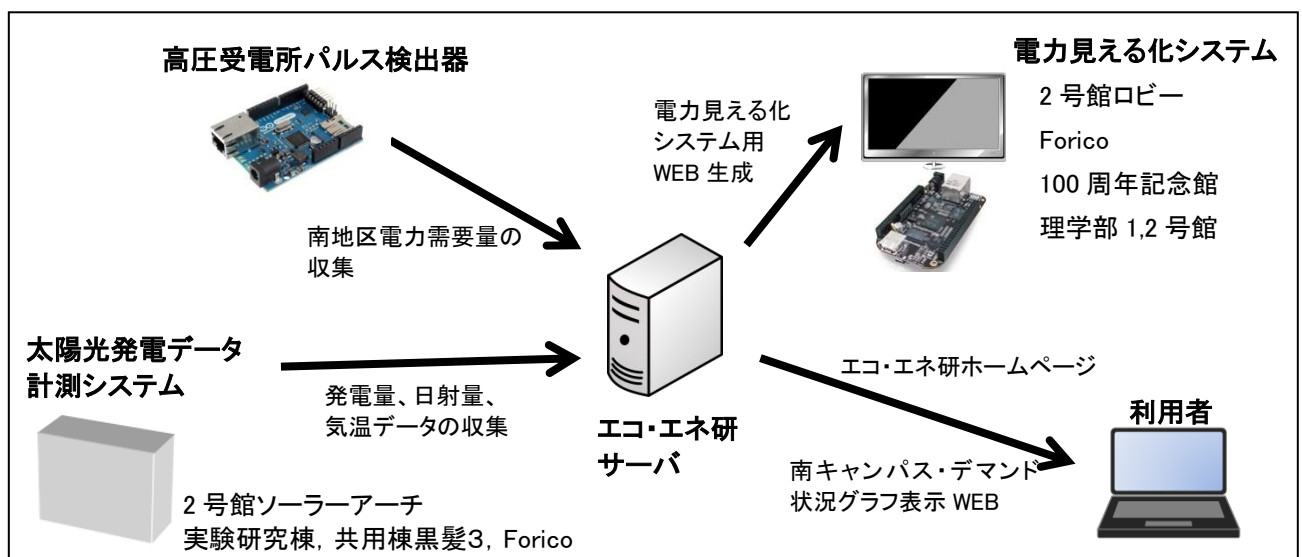 高圧受電所パルス検出器
電力見える化
システム用
WEB 生成
電力見える化システム
2 号館ロビー
Forico
100 周年記念館
理学部 1,2 号館
南地区電力需要量の
収集
太陽光発電データ
計測システム
発電量、日射量、
気温データの収集
2 号館ソーラーアーチ
実験研究棟, 共用棟黒髪3, Forico
エコ・エネ研
サーバ
エコ・エネ研ホームページ
南キャンパス・デマンド
状況グラフ表示 WEB
利用者